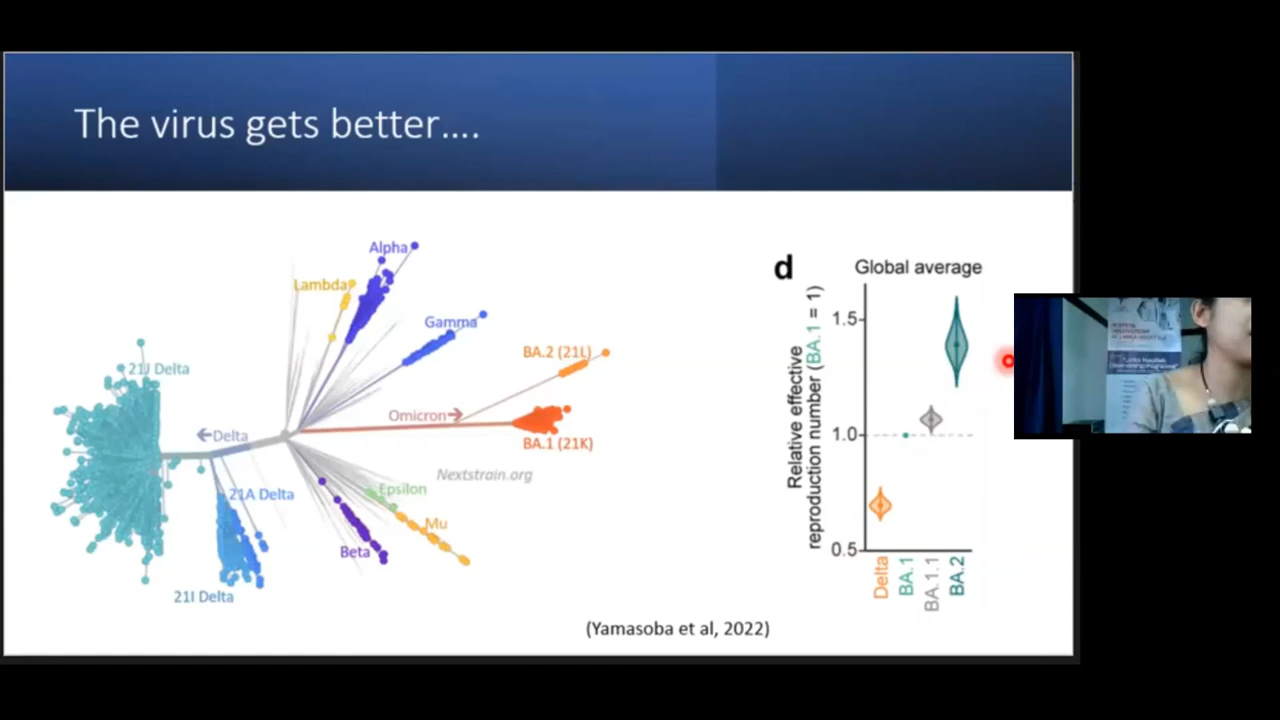 The virus gets better....
Alpha
Lambda
Gamma
BA.2 (21L)
21J Delta
Omicron→
←Delta
BA.1 (21K)
Nextstrain.org
Epsilon
21A Delta
Mu
Beta
21I Delta
d
Global average
Relative effective
reproduction number (BA.1 = 1)
1.5
1.0
0.5
Delta
BA.1
BA.1.1
BA.2
(Yamasoba et al, 2022)